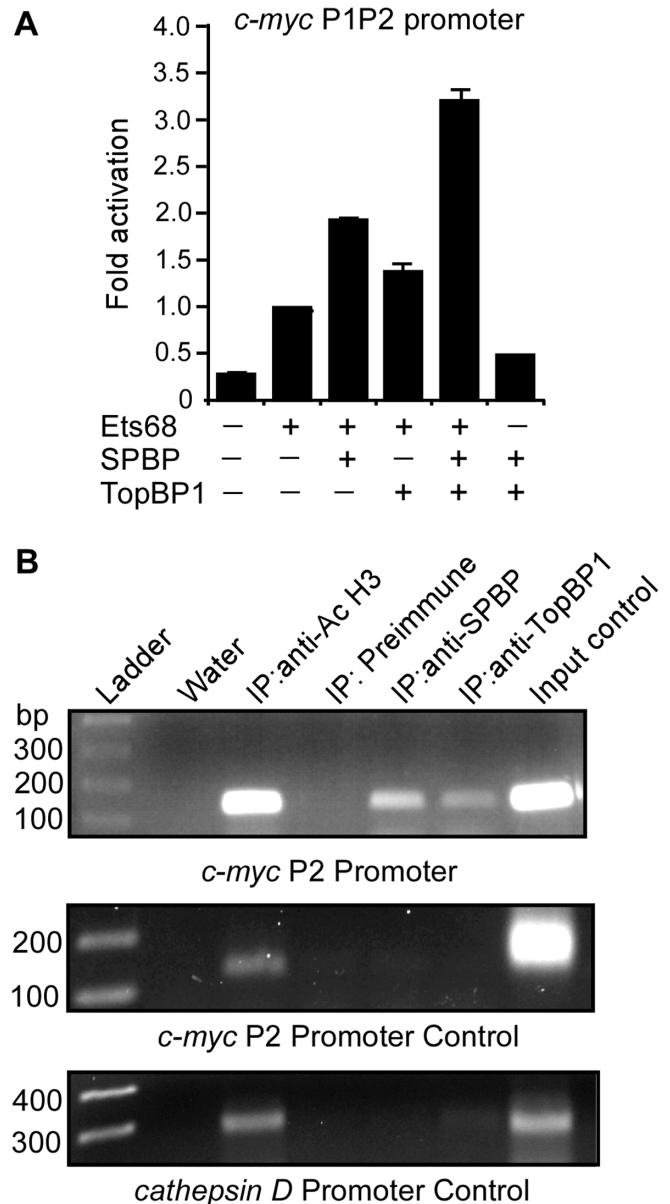 A
c-myc P1P2 promoter
Fold activation
4.0
3.5
3.0
2.5
2.0
1.5
1.0
0.5
0
Ets68 – + + + + –
SPBP – – + – + +
TopBP1 – – – + + +
B
Ladder
Water
IP:anti-Ac H3
IP: Preimmune
IP:anti-SPBP
IP:anti-TopBP1
Input control
bp
300
200
100
c-myc P2 Promoter
200
100
c-myc P2 Promoter Control
400
300
cathepsin D Promoter Control